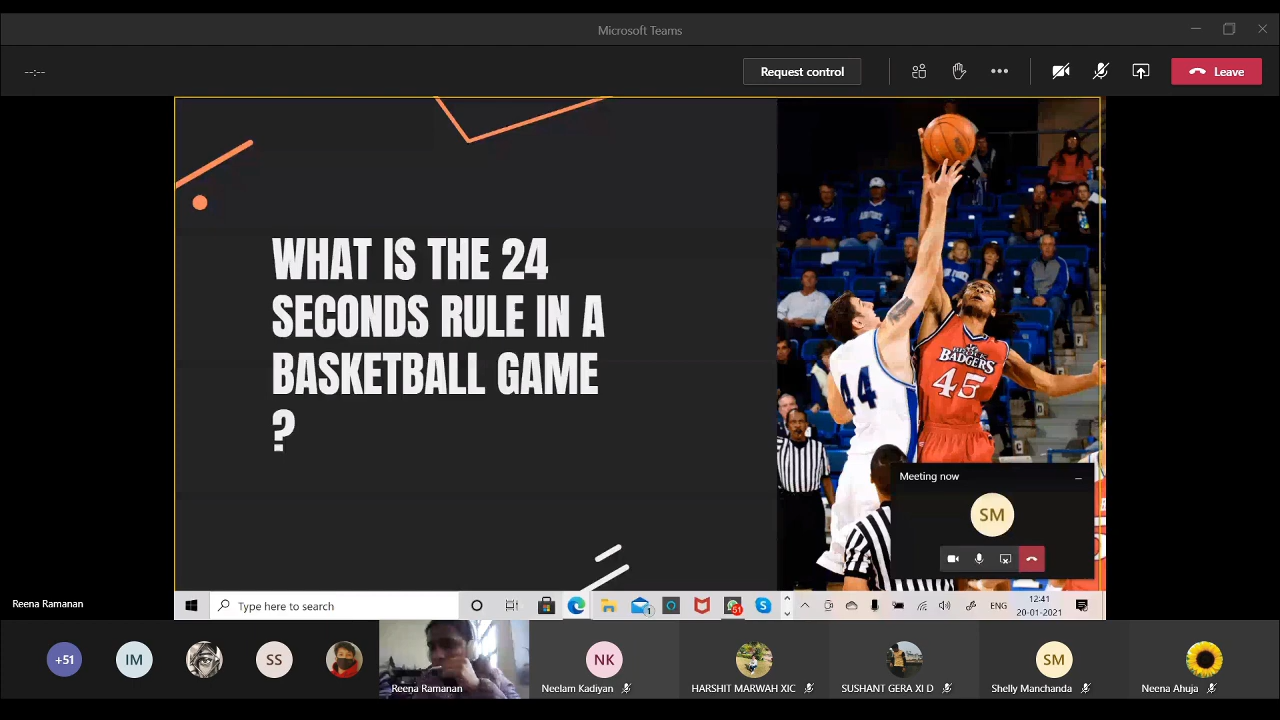 Microsoft Teams
--:--
Request control
Leave
WHAT IS THE 24
SECONDS RULE IN A
BASKETBALL GAME
?
44
BADGERS
45
Meeting now
SM
Reena Ramanan
Type here to search
1
51
ENG
12:41
20-01-2021
+51
IM
SS
Reena Ramanan
NK
Neelam Kadiyan
HARSHIT MARWAH XIC
SUSHANT GERA XI D
SM
Shelly Manchanda
Neena Ahuja